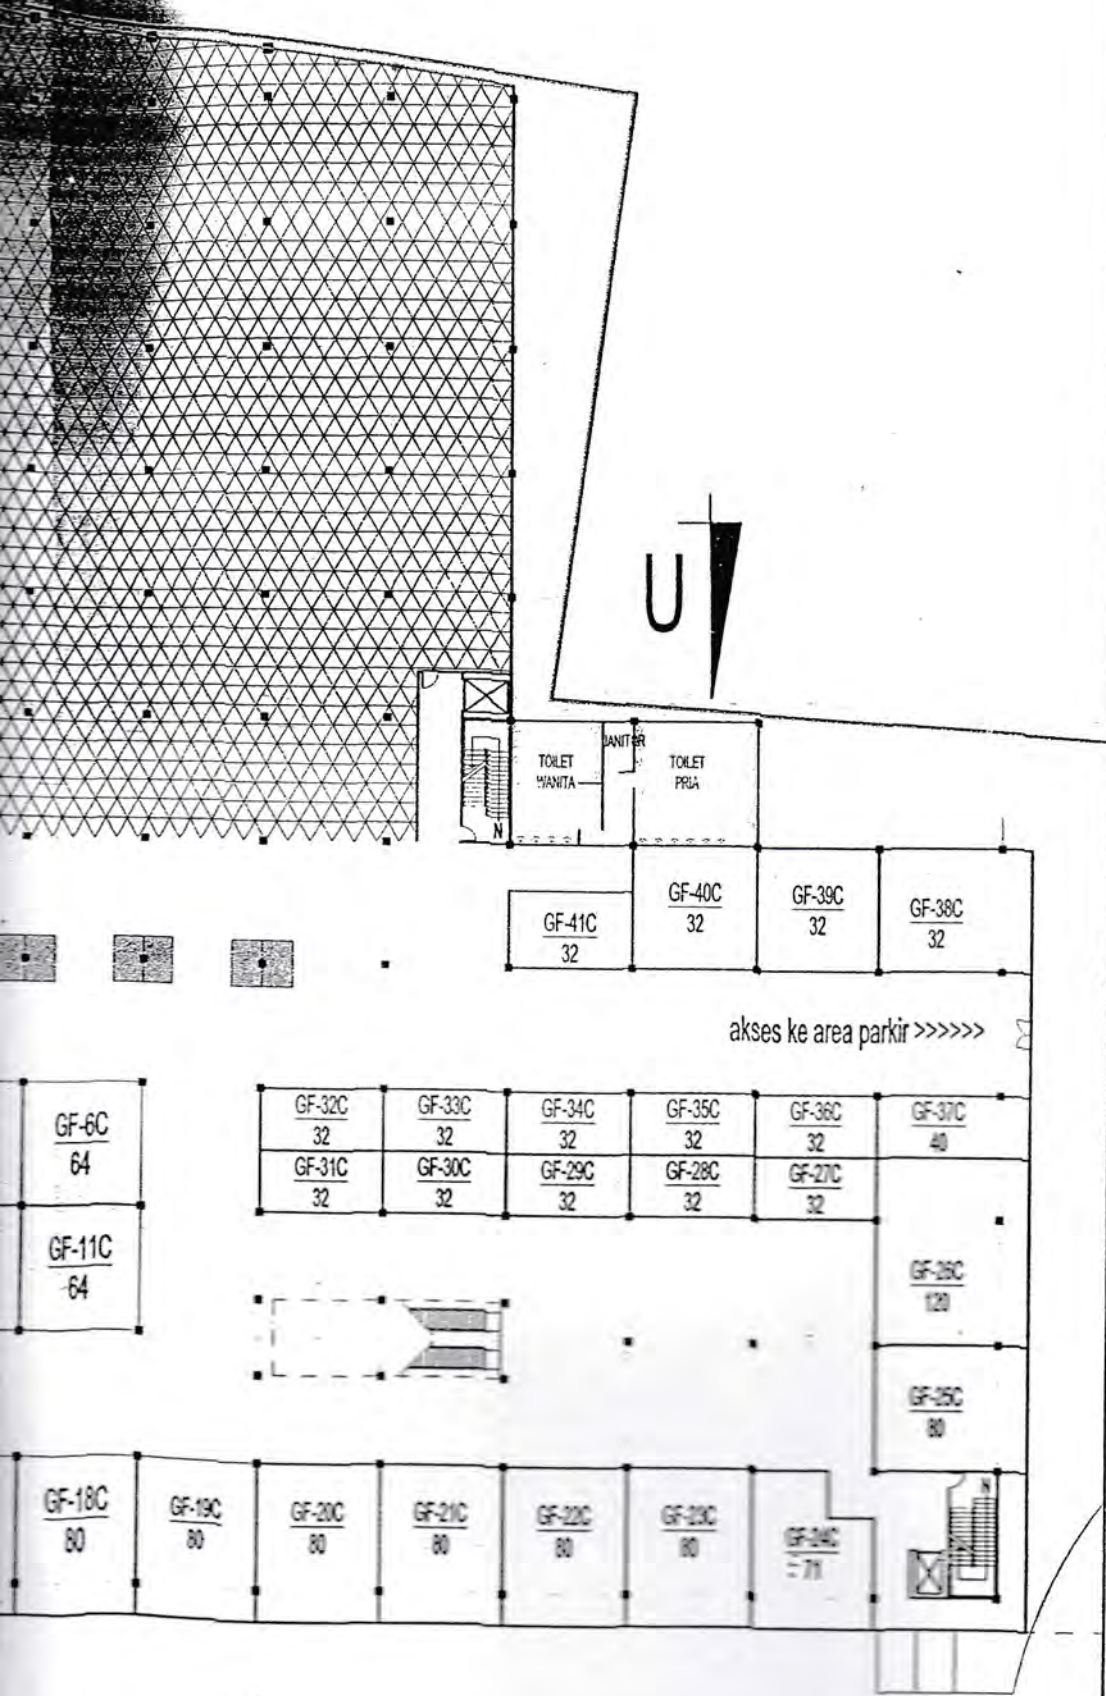 U
TOILET
WANITA
JANITOR
TOILET
PRIA
N
GF-41C
32
GF-40C
32
GF-39C
32
GF-38C
32
akses ke area parkir >>>>>>
GF-6C
64
GF-32C
32
GF-33C
32
GF-34C
32
GF-35C
32
GF-36C
32
GF-37C
40
GF-31C
32
GF-30C
32
GF-29C
32
GF-28C
32
GF-27C
32
GF-11C
64
GF-26C
120
GF-25C
80
GF-18C
80
GF-19C
80
GF-20C
80
GF-21C
80
GF-22C
80
GF-23C
80
GF-24C
71
N